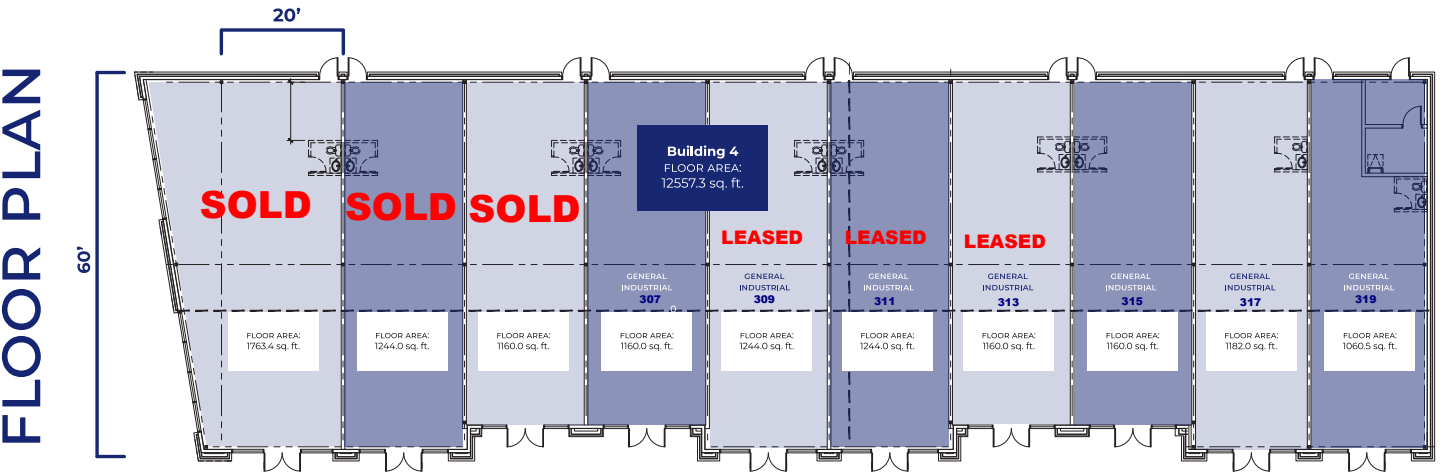 FLOOR PLAN
20’
60’
Building 4
FLOOR AREA:
12557.3 sq. ft.
SOLD
SOLD
SOLD
LEASED
LEASED
LEASED
GENERAL
INDUSTRIAL
307
GENERAL
INDUSTRIAL
309
GENERAL
INDUSTRIAL
311
GENERAL
INDUSTRIAL
313
GENERAL
INDUSTRIAL
315
GENERAL
INDUSTRIAL
317
GENERAL
INDUSTRIAL
319
FLOOR AREA:
1763.4 sq. ft.
FLOOR AREA:
1244.0 sq. ft.
FLOOR AREA:
1160.0 sq. ft.
FLOOR AREA:
1160.0 sq. ft.
FLOOR AREA:
1244.0 sq. ft.
FLOOR AREA:
1244.0 sq. ft.
FLOOR AREA:
1160.0 sq. ft.
FLOOR AREA:
1160.0 sq. ft.
FLOOR AREA:
1182.0 sq. ft.
FLOOR AREA:
1060.5 sq. ft.